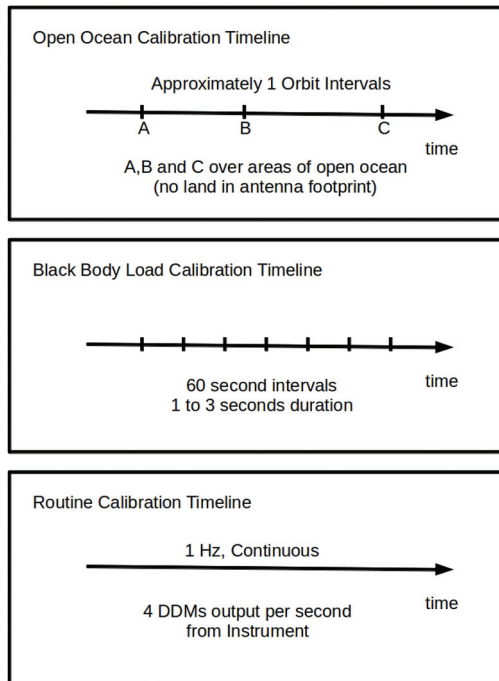 Open Ocean Calibration Timeline
Approximately 1 Orbit Intervals
A B C
time
A,B and C over areas of open ocean
(no land in antenna footprint)
Black Body Load Calibration Timeline
60 second intervals
1 to 3 seconds duration
time
Routine Calibration Timeline
1 Hz, Continuous
time
4 DDMs output per second
from Instrument